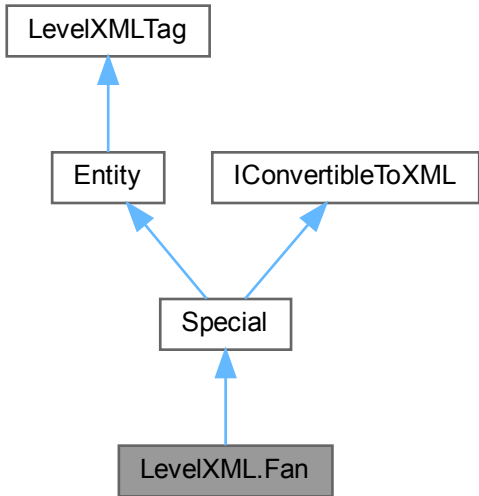 LevelXMLTag
Entity
IConvertibleToXML
Special
LevelXML.Fan